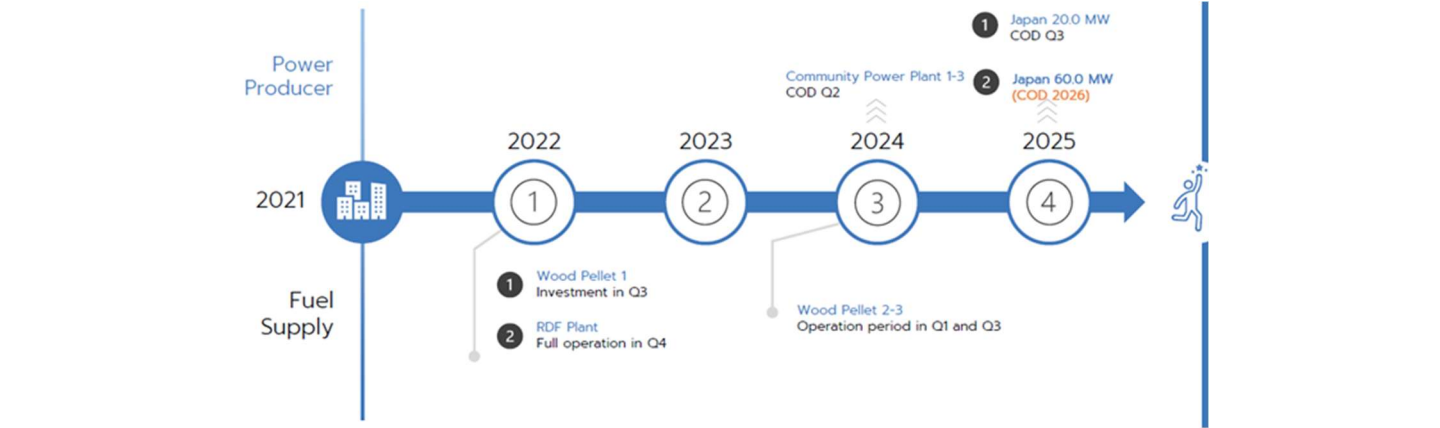 Power
Producer
1
Japan 20.0 MW
COD Q3
Community Power Plant 1-3
COD Q2
2
Japan 60.0 MW
(COD 2026)
2022
2023
2024
2025
2021
1
2
3
4
Fuel
Supply
1
Wood Pellet 1
Investment in Q3
2
RDF Plant
Full operation in Q4
Wood Pellet 2-3
Operation period in Q1 and Q3